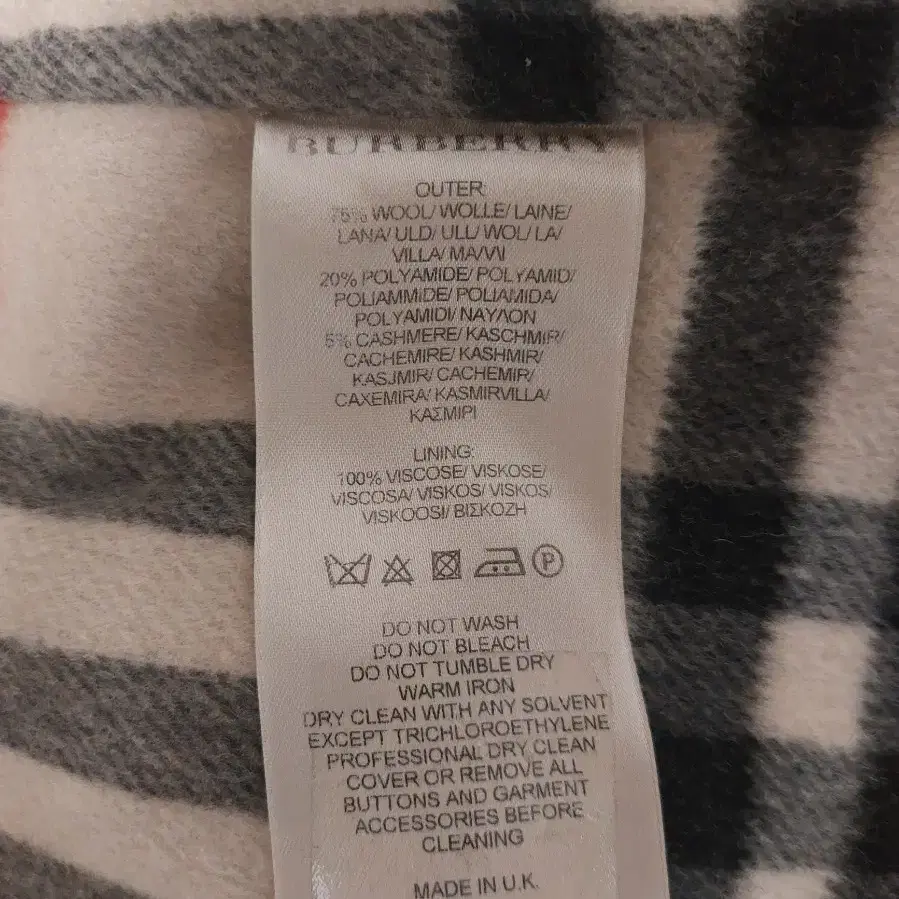 BURBERRY
OUTER
75% WOOL/ WOLLE/ LAINE/
LANA/ ULD/ ULL/ WOL/ LA/
VILLA/ MA/VVI
20% POLYAMIDE/ POLYAMID/
POLIAMMIDE/ POLIAMIDA/
POLYAMIDI/ NAYΛON
5% CASHMERE/ KASCHMIR/
CACHEMIRE/ KASHMIR/
KASJMIR/ CACHEMIR/
CAXEMIRA/ KASMIRVILLA/
ΚΑΣΜΙΡΙ
LINING:
100% VISCOSE/ VISKOSE/
VISCOSA/ VISKOS/ VISKOS/
VISKOOSI/ ΒΙΣΚΟΖΗ
P
DO NOT WASH
DO NOT BLEACH
DO NOT TUMBLE DRY
WARM IRON
DRY CLEAN WITH ANY SOLVENT
EXCEPT TRICHLOROETHYLENE
PROFESSIONAL DRY CLEAN
COVER OR REMOVE ALL
BUTTONS AND GARMENT
ACCESSORIES BEFORE
CLEANING
MADE IN U.K.